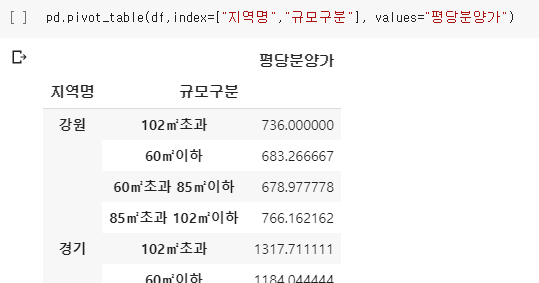 [ ] pd.pivot_table(df,index=["지역명","규모구분"], values="평당분양가")
평당분양가
지역명 규모구분
강원 102㎡초과 736.000000
60㎡이하 683.266667
60㎡초과 85㎡이하 678.977778
85㎡초과 102㎡이하 766.162162
경기 102㎡초과 1317.711111
60㎡이하 1184.044444